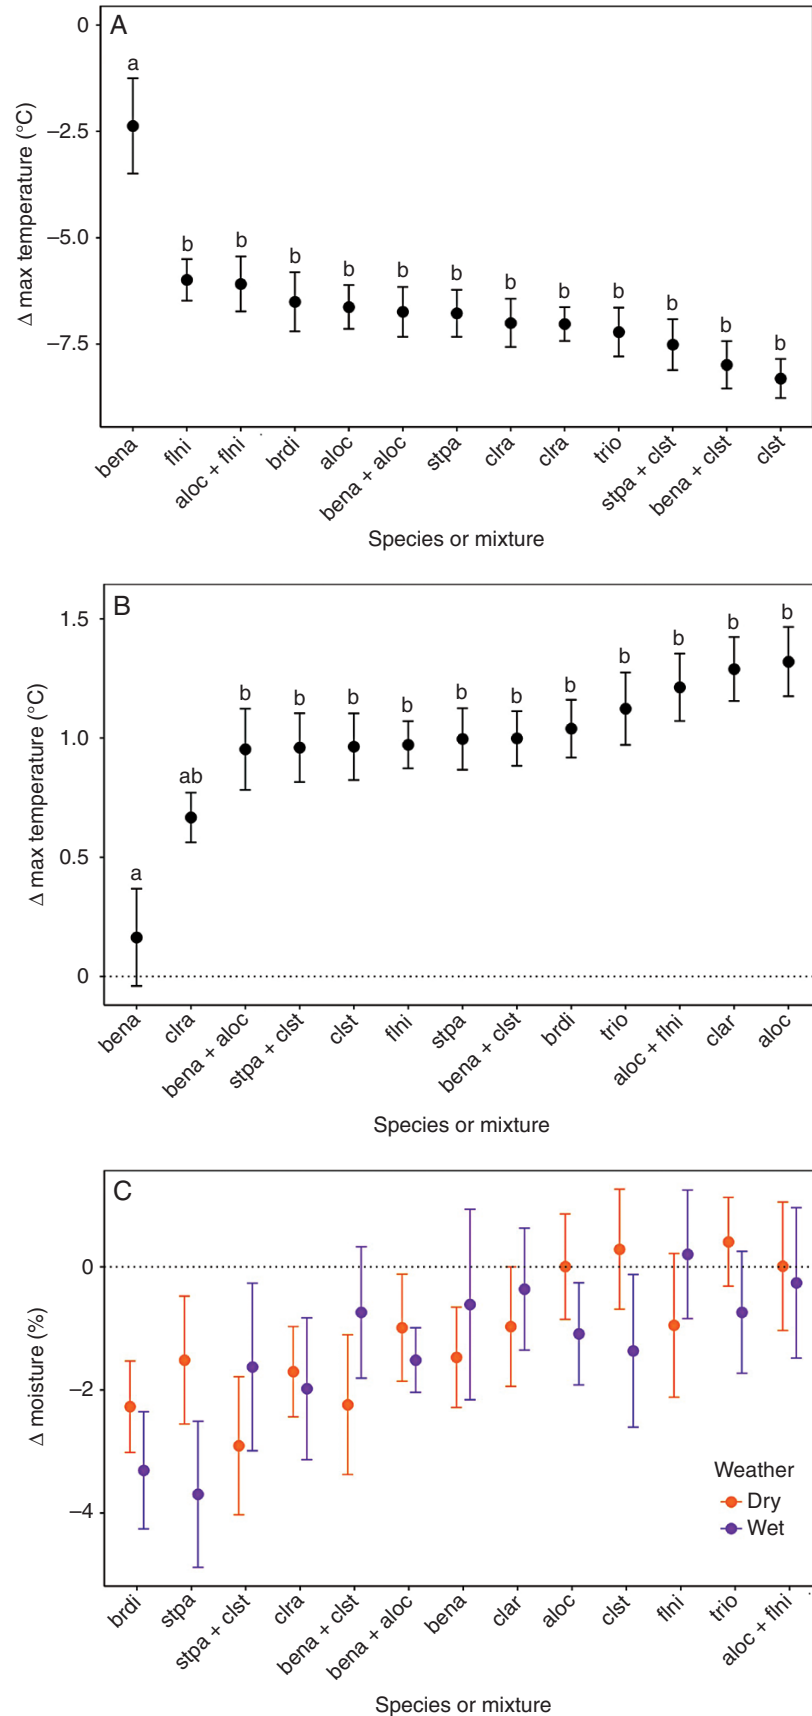 A
0
−2.5
−5.0
−7.5
Δ max temperature (°C)
a
b
b
b
b
b
b
b
b
b
b
b
b
bena
flni
aloc + flni
brdi
aloc
bena + aloc
stpa
clra
clra
trio
stpa + clst
bena + clst
clst
Species or mixture
B
1.5
1.0
0.5
0
Δ max temperature (°C)
a
ab
b
b
b
b
b
b
b
b
b
b
b
bena
clra
bena + aloc
stpa + clst
clst
flni
stpa
bena + clst
brdi
trio
aloc + flni
clar
aloc
Species or mixture
C
0
−2
−4
Δ moisture (%)
Weather
Dry
Wet
brdi
stpa
stpa + clst
clra
bena + clst
bena + aloc
bena
clar
aloc
clst
flni
trio
aloc + flni
Species or mixture